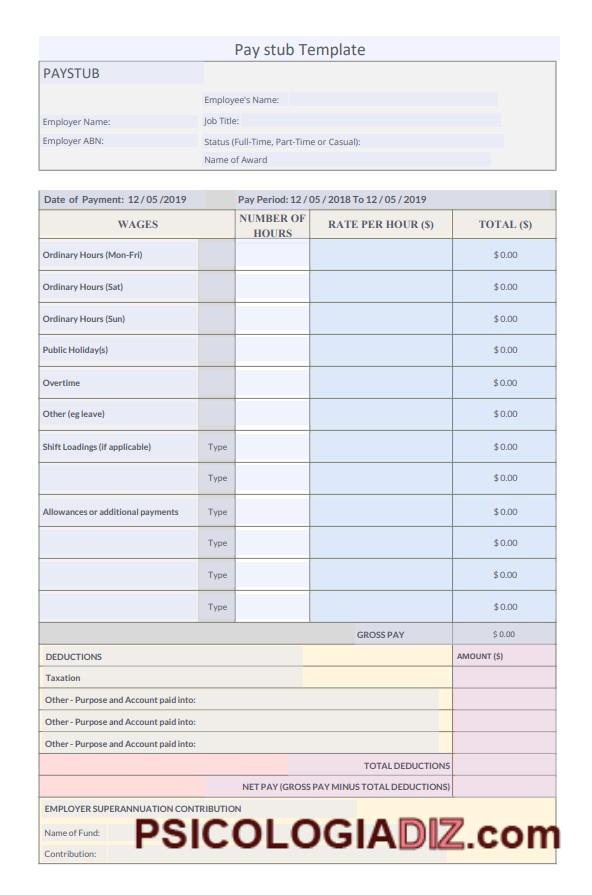 Pay stub Template
PAYSTUB
Employee's Name:
Employer Name:
Job Title:
Employer ABN:
Status (Full-Time, Part-Time or Casual):
Name of Award
Date of Payment: 12 / 05 /2019 Pay Period: 12 / 05 / 2018 To 12 / 05 / 2019
WAGES NUMBER OF HOURS RATE PER HOUR ($) TOTAL ($)
Ordinary Hours (Mon-Fri) $ 0.00
Ordinary Hours (Sat) $ 0.00
Ordinary Hours (Sun) $ 0.00
Public Holiday(s) $ 0.00
Overtime $ 0.00
Other (eg leave) $ 0.00
Shift Loadings (if applicable) Type $ 0.00
Type $ 0.00
Allowances or additional payments Type $ 0.00
Type $ 0.00
Type $ 0.00
Type $ 0.00
GROSS PAY $ 0.00
DEDUCTIONS AMOUNT ($)
Taxation
Other - Purpose and Account paid into:
Other - Purpose and Account paid into:
Other - Purpose and Account paid into:
TOTAL DEDUCTIONS
NET PAY (GROSS PAY MINUS TOTAL DEDUCTIONS)
EMPLOYER SUPERANNUATION CONTRIBUTION
Name of Fund:
PSICOLOGIADIZ.com
Contribution: